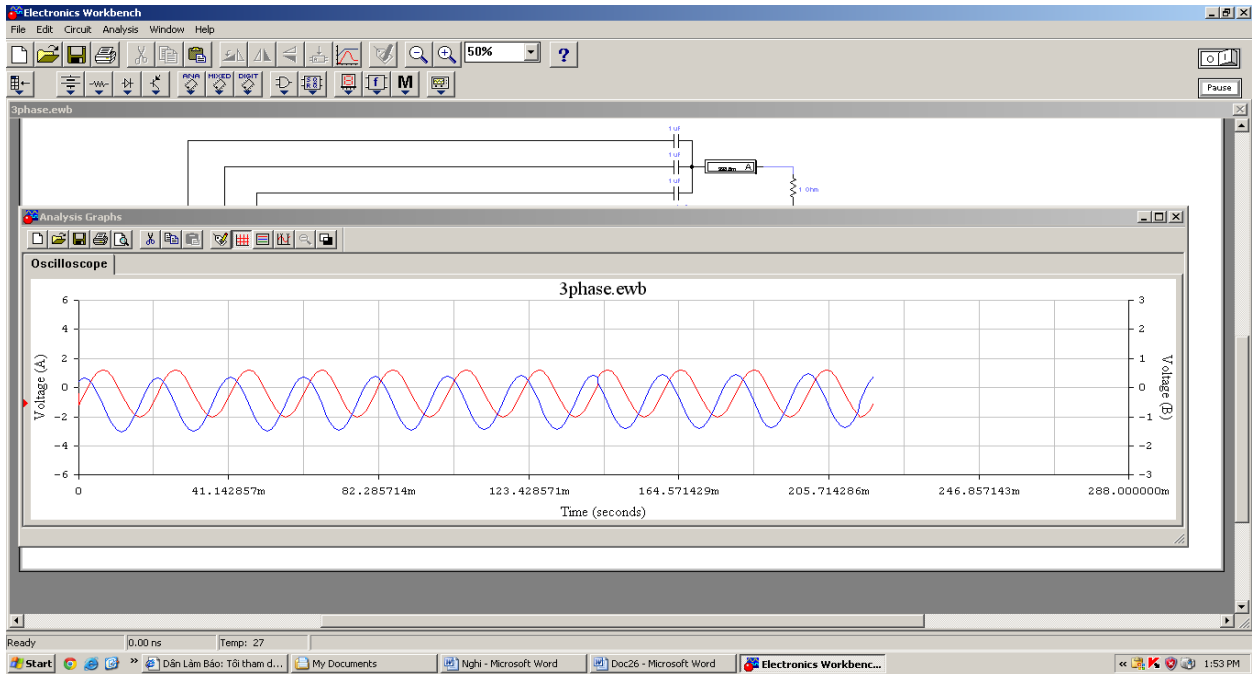 Electronics Workbench
File Edit Circuit Analysis Window Help
50%
?
ANA MIXED DIGIT
M
Pause
3phase.ewb
1 uF
1 uF
1 uF
A
1 Ohm
Analysis Graphs
Oscilloscope
3phase.ewb
6
4
2
0
-2
-4
-6
Voltage (A)
3
2
1
0
-1
-2
-3
Voltage (B)
0 41.142857m 82.285714m 123.428571m 164.571429m 205.714286m 246.857143m 288.000000m
Time (seconds)
Ready 0.00 ns Temp: 27
Start » Dân Làm Báo: Tôi tham d... My Documents Nghi - Microsoft Word Doc26 - Microsoft Word Electronics Workbenc... « 1:53 PM